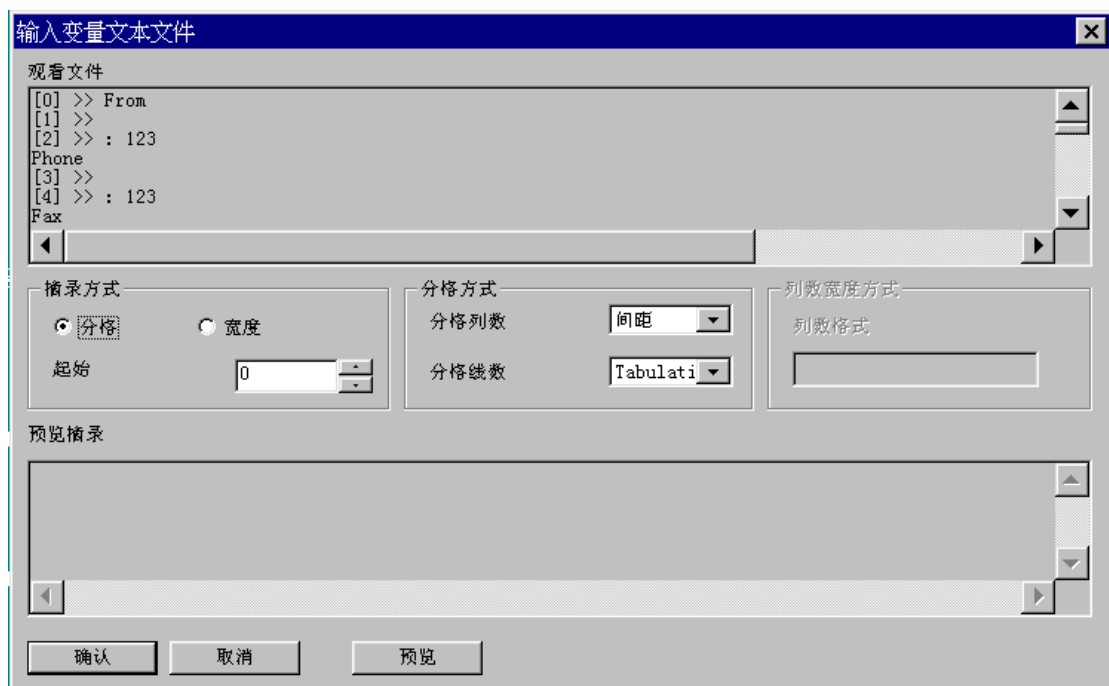 输入变量文本文件
观看文件
[0] >> From
[1] >>
[2] >> : 123
Phone
[3] >>
[4] >> : 123
Fax
摘录方式
分格
宽度
起始
0
分格方式
分格列数
间距
分格线数
Tabulati
列数宽度方式
列数格式
预览摘录
确认
取消
预览